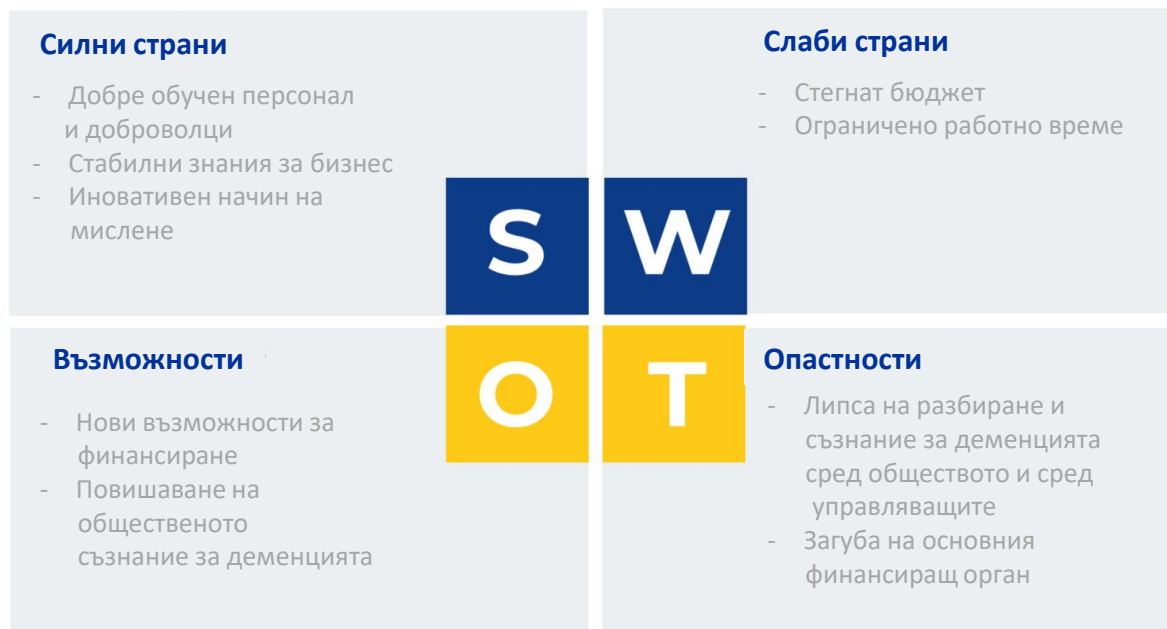 Силни страни
- Добре обучен персонал
и доброволци
- Стабилни знания за бизнес
- Иновативен начин на
мислене
Слаби страни
- Стегнат бюджет
- Ограничено работно време
S W
O T
Възможности
- Нови възможности за
финансиране
- Повишаване на
общественото
съзнание за деменцията
Опастности
- Липса на разбиране и
съзнание за деменцията
сред обществото и сред
управляващите
- Загуба на основния
финансиращ орган